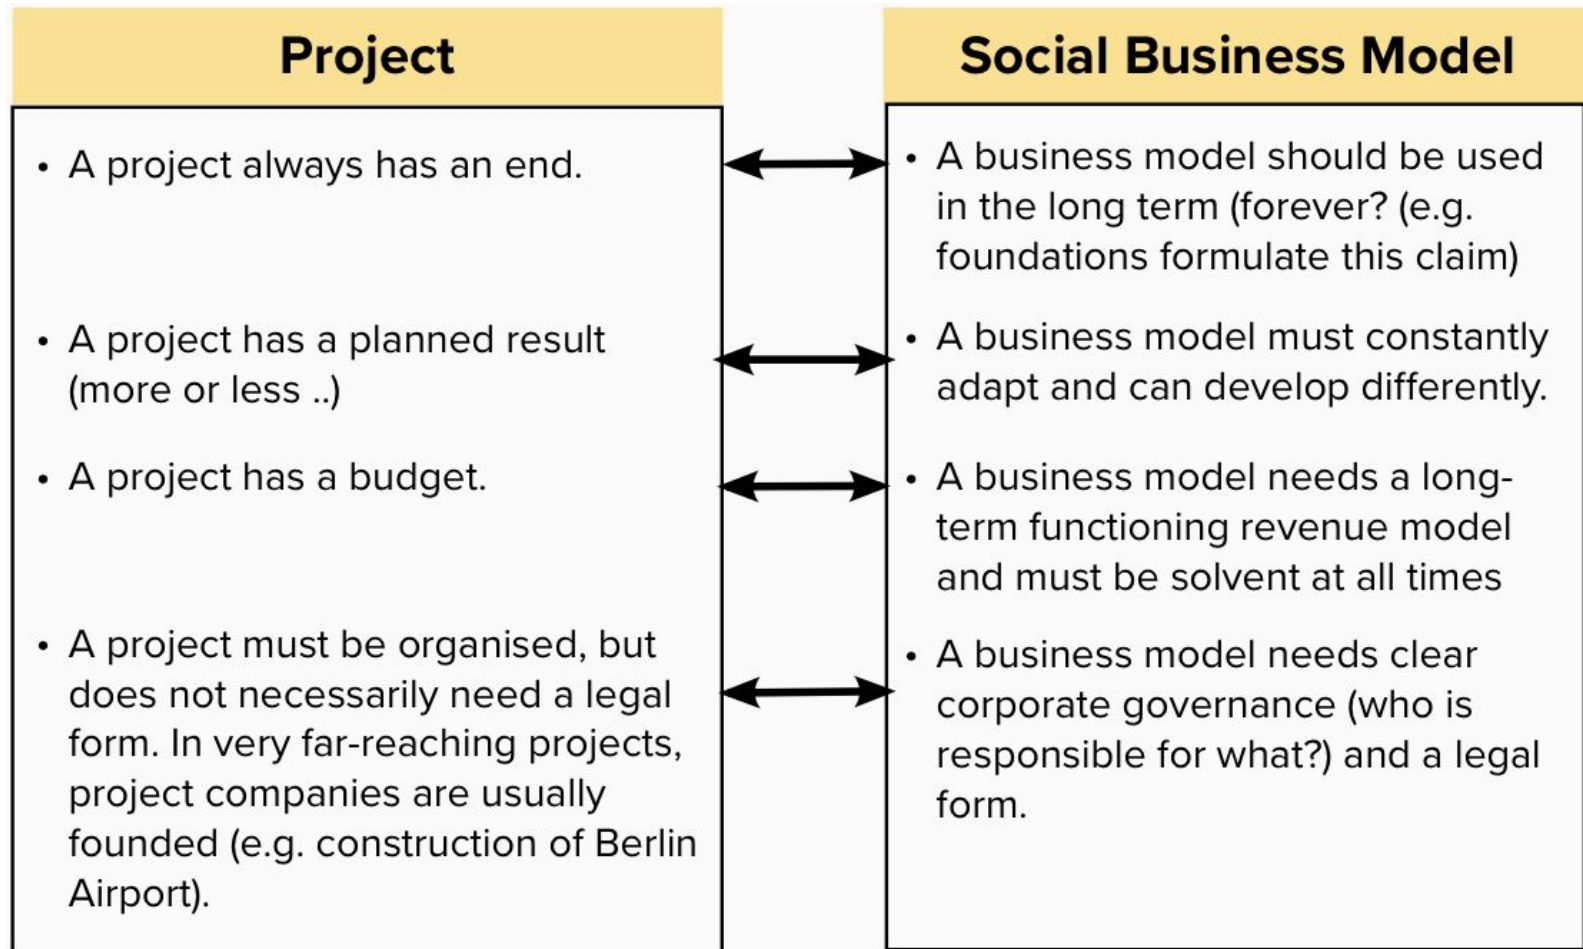 Project
• A project always has an end.
• A project has a planned result
(more or less ..)
• A project has a budget.
• A project must be organised, but
does not necessarily need a legal
form. In very far-reaching projects,
project companies are usually
founded (e.g. construction of Berlin
Airport).
Social Business Model
• A business model should be used
in the long term (forever? (e.g.
foundations formulate this claim)
• A business model must constantly
adapt and can develop differently.
• A business model needs a long-
term functioning revenue model
and must be solvent at all times
• A business model needs clear
corporate governance (who is
responsible for what?) and a legal
form.